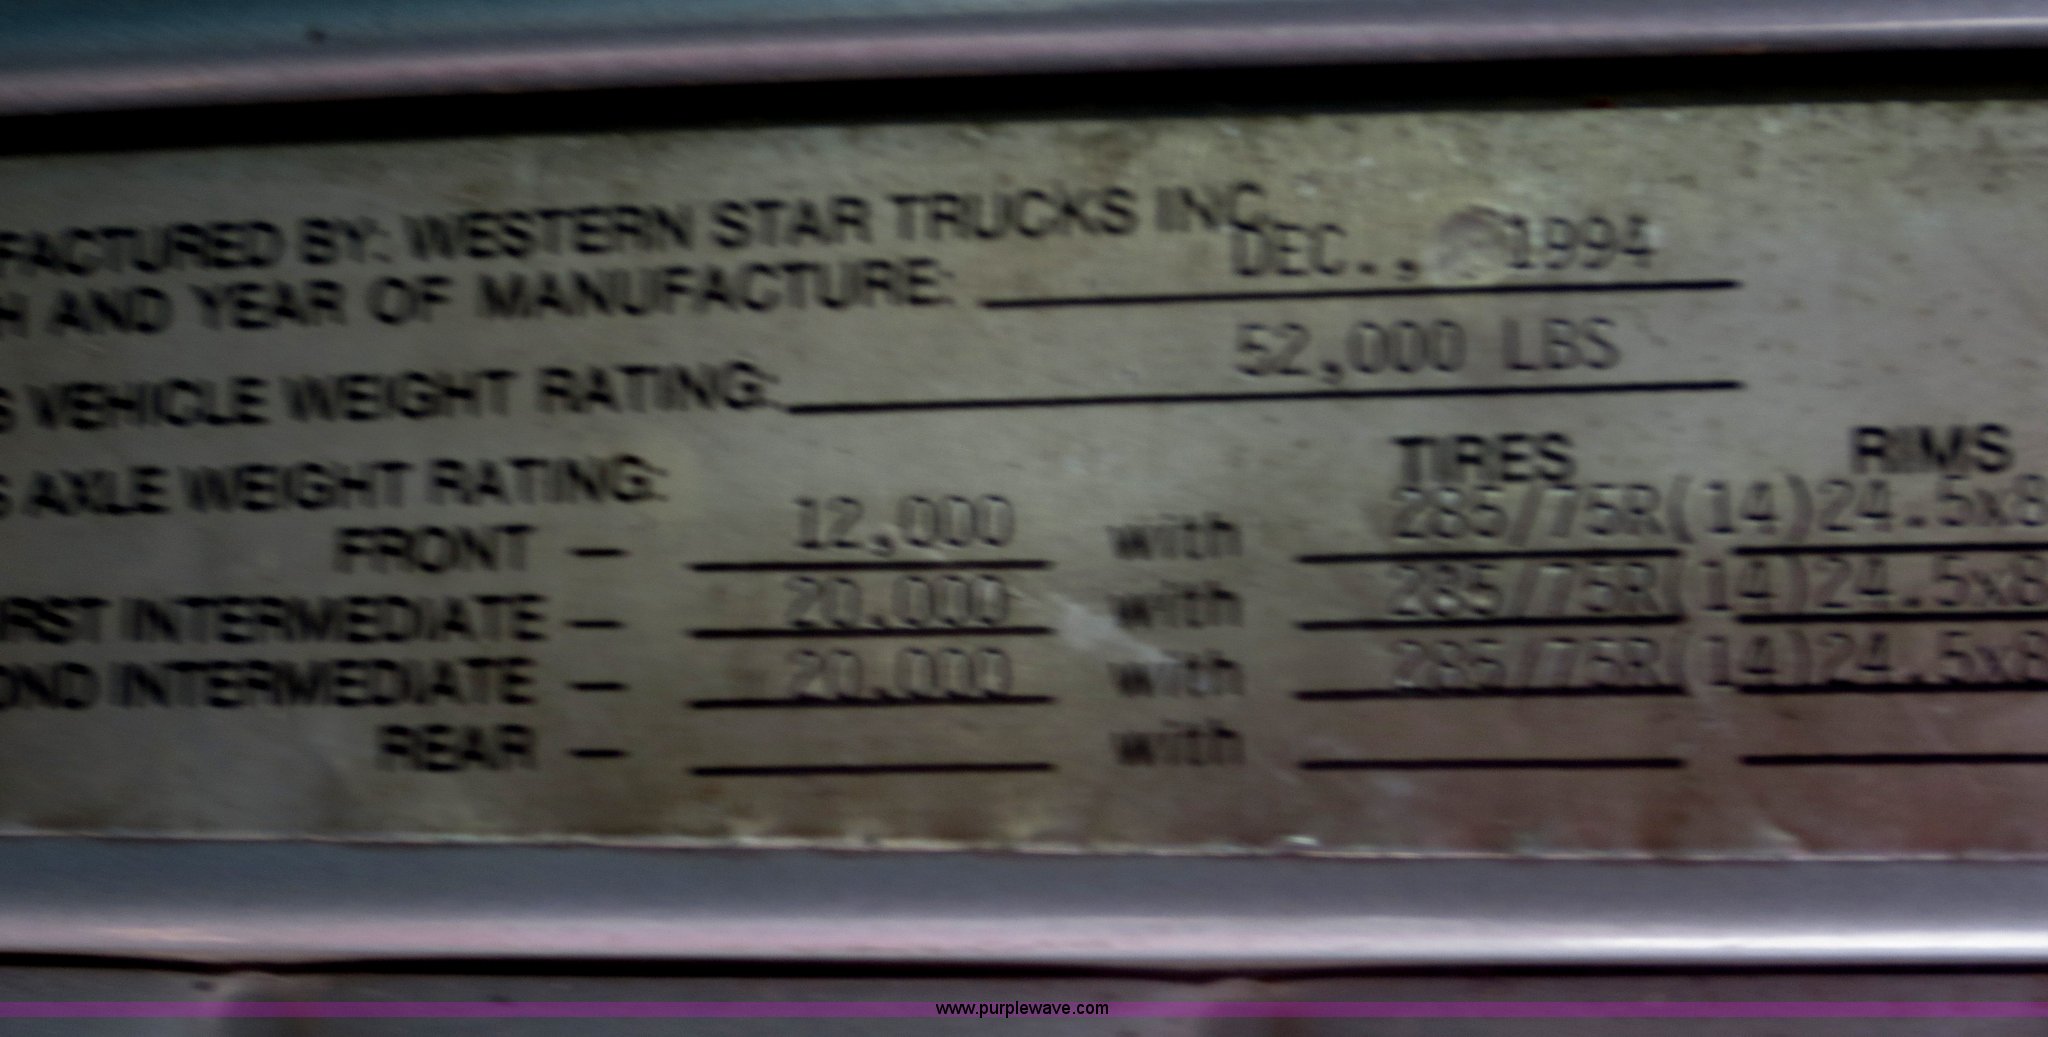 FACTURED BY: WESTERN STAR TRUCKS INC.
H AND YEAR OF MANUFACTURE: DEC., 1994
S VEHICLE WEIGHT RATING: 52,000 LBS
S AXLE WEIGHT RATING: TIRES RIMS
FRONT — 12,000 with 285/75R(14)24.5x8
IRST INTERMEDIATE — 20,000 with 285/75R(14)24.5x8
OND INTERMEDIATE — 20,000 with 285/75R(14)24.5x8
REAR — with
www.purplewave.com